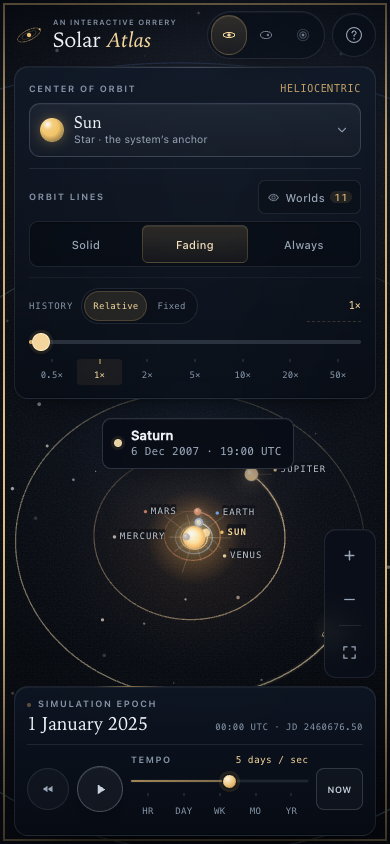 AN INTERACTIVE ORRERY
Solar Atlas
CENTER OF ORBIT
HELIOCENTRIC
Sun
Star · the system's anchor
ORBIT LINES
Worlds 11
Solid Fading Always
HISTORY Relative Fixed 1×
0.5× 1× 2× 5× 10× 20× 50×
Saturn
6 Dec 2007 · 19:00 UTC
JUPITER
MARS
EARTH
MERCURY
SUN
VENUS
+
−
SIMULATION EPOCH
1 January 2025
00:00 UTC · JD 2460676.50
TEMPO 5 days / sec
HR DAY WK MO YR
NOW